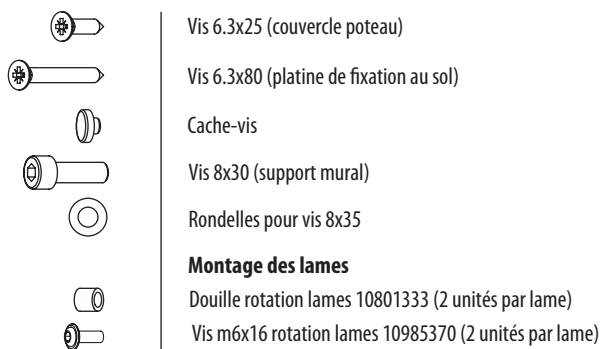 Vis 6.3x25 (couvercle poteau)
Vis 6.3x80 (platine de fixation au sol)
Cache-vis
Vis 8x30 (support mural)
Rondelles pour vis 8x35
Montage des lames
Douille rotation lames 10801333 (2 unités par lame)
Vis m6x16 rotation lames 10985370 (2 unités par lame)